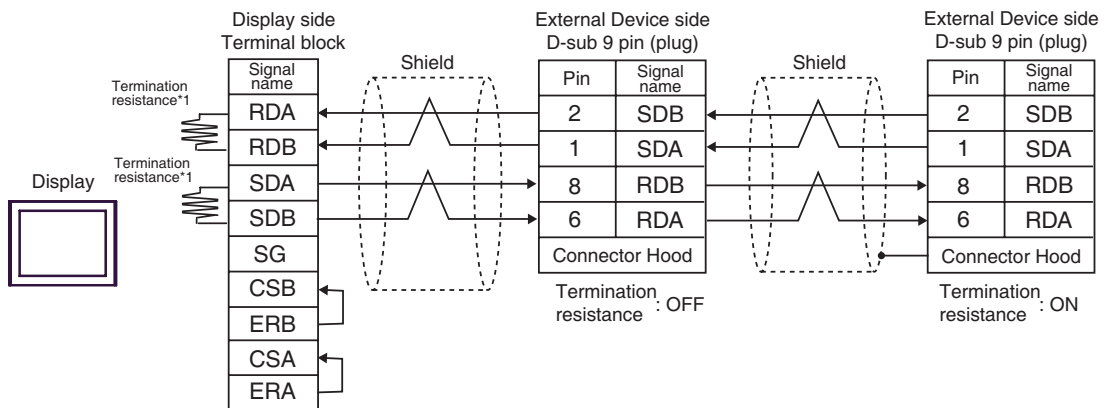 Display side
Terminal block
External Device side
D-sub 9 pin (plug)
External Device side
D-sub 9 pin (plug)
Signal
name
Shield
Pin
Signal
name
Shield
Pin
Signal
name
Termination
resistance*1
RDA
2
SDB
2
SDB
RDB
1
SDA
1
SDA
Termination
resistance*1
Display
SDA
8
RDB
8
RDB
SDB
6
RDA
6
RDA
SG
Connector Hood
Connector Hood
CSB
Termination
resistance : OFF
Termination
resistance : ON
ERB
CSA
ERA